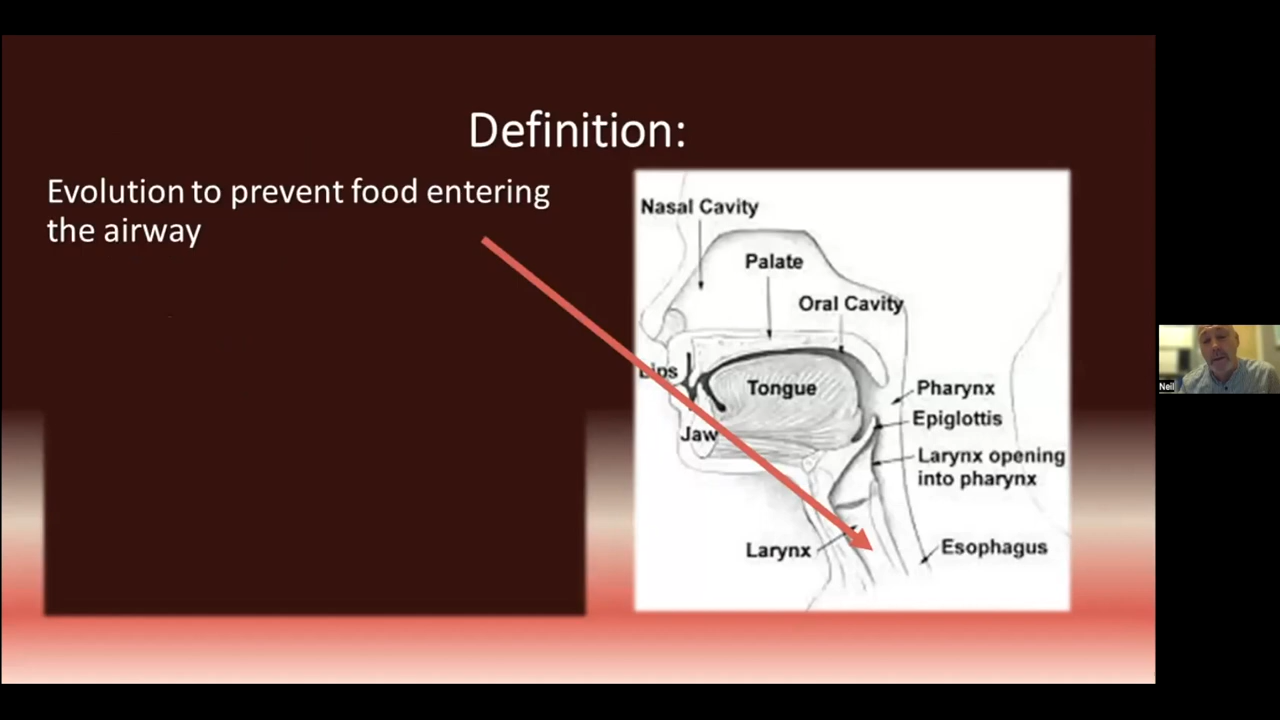 Definition:
Evolution to prevent food entering
the airway
Nasal Cavity
Palate
Oral Cavity
Lips
Tongue
Pharynx
Epiglottis
Jaw
Larynx opening
into pharynx
Larynx
Esophagus
Neil